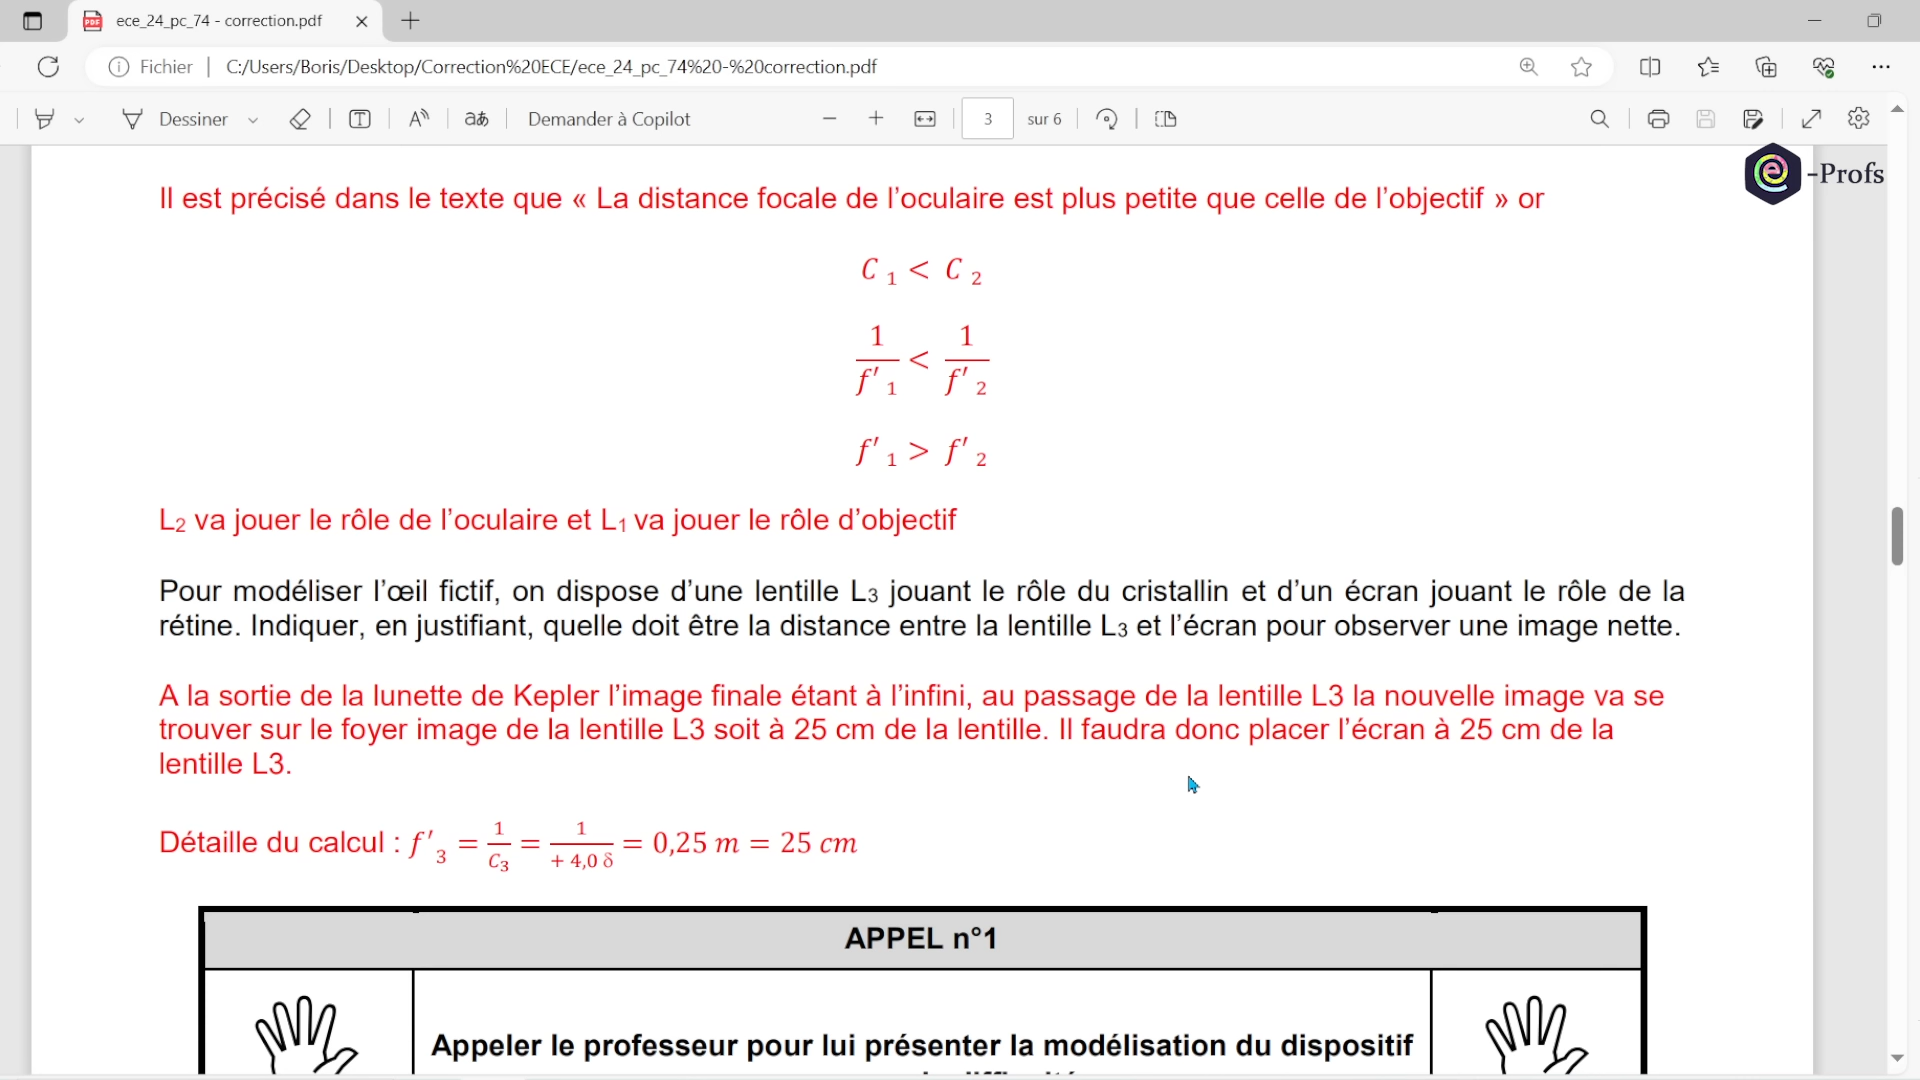 ece_24_pc_74 - correction.pdf
Fichier | C:/Users/Boris/Desktop/Correction%20ECE/ece_24_pc_74%20-%20correction.pdf
Dessiner T A aあ Demander à Copilot 3 sur 6
e-Profs
Il est précisé dans le texte que « La distance focale de l’oculaire est plus petite que celle de l’objectif » or
C 1 < C 2
1/f′ 1 < 1/f′ 2
f′ 1 > f′ 2
L2 va jouer le rôle de l’oculaire et L1 va jouer le rôle d’objectif
Pour modéliser l’œil fictif, on dispose d’une lentille L3 jouant le rôle du cristallin et d’un écran jouant le rôle de la
rétine. Indiquer, en justifiant, quelle doit être la distance entre la lentille L3 et l’écran pour observer une image nette.
A la sortie de la lunette de Kepler l’image finale étant à l’infini, au passage de la lentille L3 la nouvelle image va se
trouver sur le foyer image de la lentille L3 soit à 25 cm de la lentille. Il faudra donc placer l’écran à 25 cm de la
lentille L3.
Détaille du calcul : f′ 3 = 1/C3 = 1/+ 4,0 δ = 0,25 m = 25 cm
APPEL n°1
Appeler le professeur pour lui présenter la modélisation du dispositif